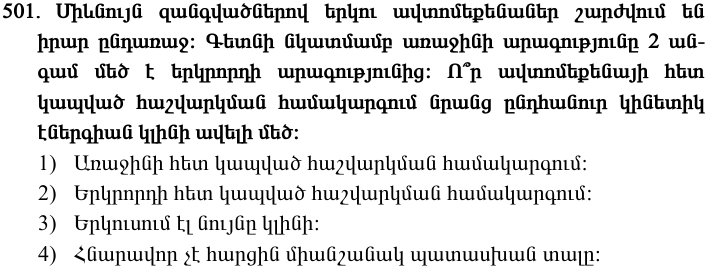 501. Միևնույն զանգվածներով երկու ավտոմեքենաներ շարժվում են
իրար ընդառաջ: Գետնի նկատմամբ առաջինի արագությունը 2 ան-
գամ մեծ է երկրորդի արագությունից: Ո՞ր ավտոմեքենայի հետ
կապված հաշվարկման համակարգում նրանց ընդհանուր կինետիկ
էներգիան կլինի ավելի մեծ:
1) Առաջինի հետ կապված հաշվարկման համակարգում:
2) Երկրորդի հետ կապված հաշվարկման համակարգում:
3) Երկուսում էլ նույնը կլինի:
4) Հնարավոր չէ հարցին միանշանակ պատասխան տալը: